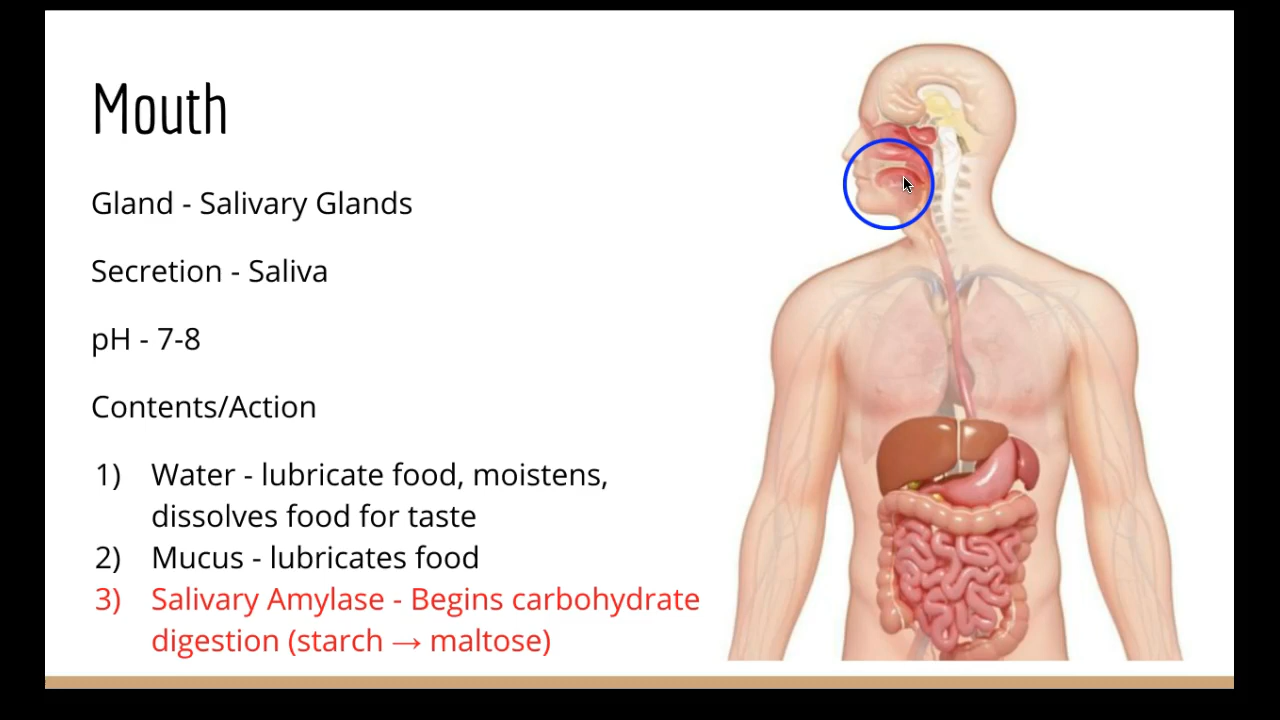 Mouth
Gland - Salivary Glands
Secretion - Saliva
pH - 7-8
Contents/Action
1) Water - lubricate food, moistens,
dissolves food for taste
2) Mucus - lubricates food
3) Salivary Amylase - Begins carbohydrate
digestion (starch → maltose)